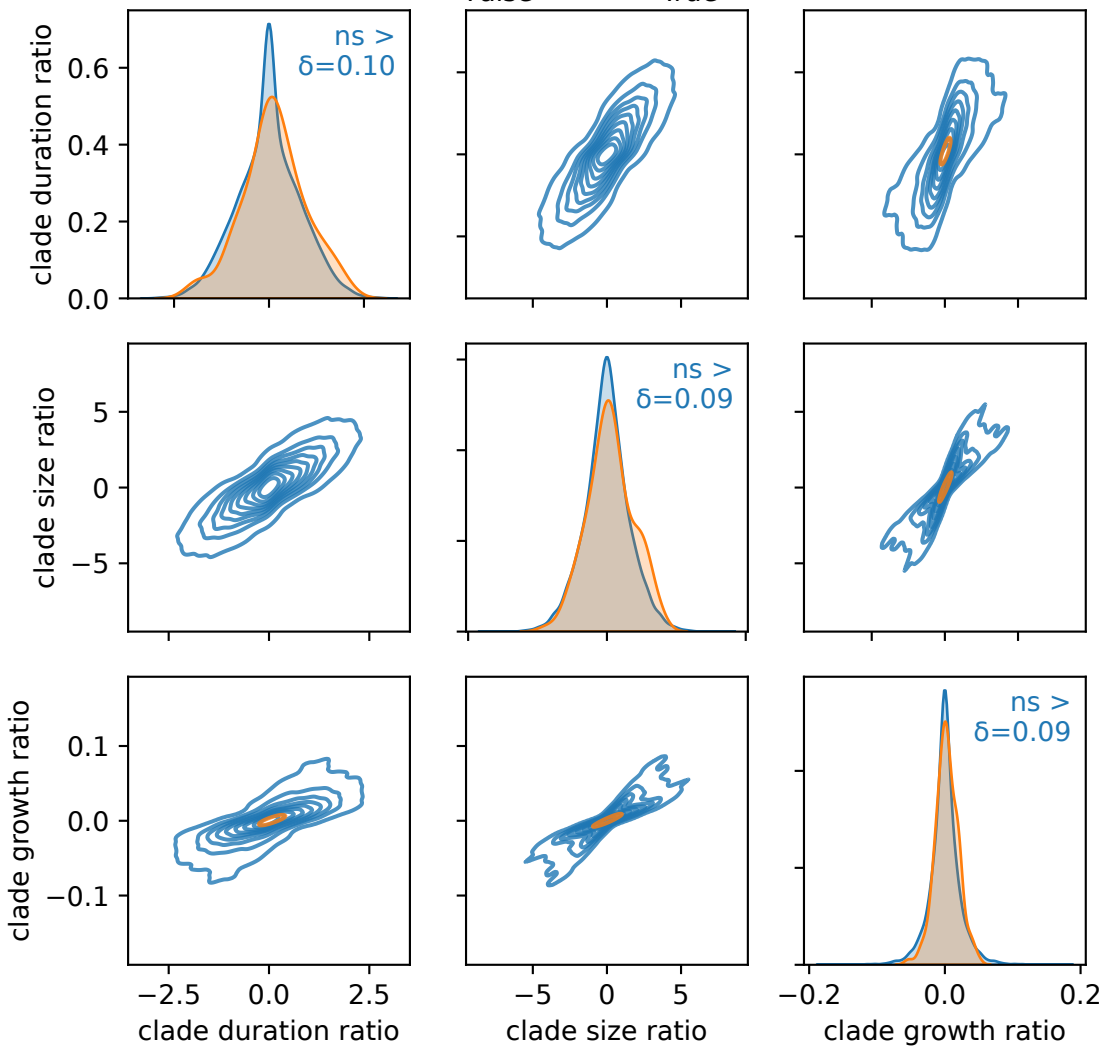 clade duration ratio
0.6
0.4
0.2
0.0
ns >
δ=0.10
clade size ratio
5
0
−5
ns >
δ=0.09
clade growth ratio
0.1
0.0
−0.1
ns >
δ=0.09
−2.5 0.0 2.5
−5 0 5
−0.2 0.0 0.2
clade duration ratio
clade size ratio
clade growth ratio